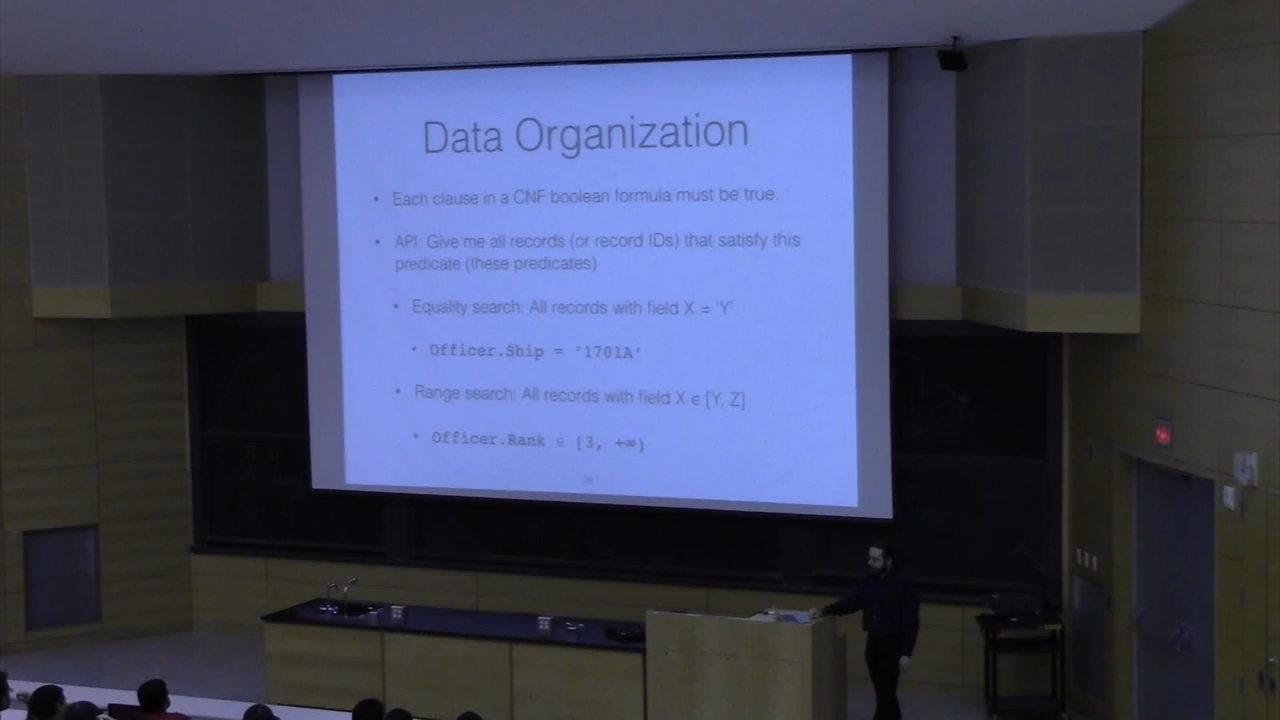 Data Organization
• Each clause in a CNF boolean formula must be true.
• API: Give me all records (or record IDs) that satisfy this
predicate (these predicates)
• Equality search: All records with field X = 'Y'
• Officer.Ship = '1701A'
• Range search: All records with field X ∈ [Y, Z]
• Officer.Rank ∈ [3, +∞)